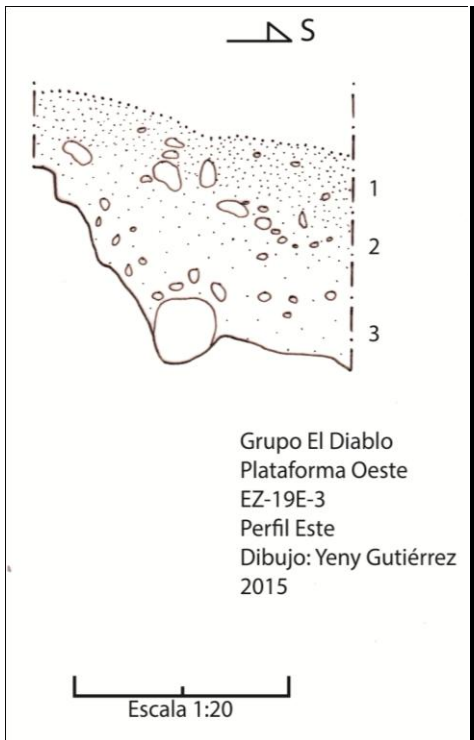 S
1
2
3
Grupo El Diablo
Plataforma Oeste
EZ-19E-3
Perfil Este
Dibujo: Yeny Gutiérrez
2015
Escala 1:20